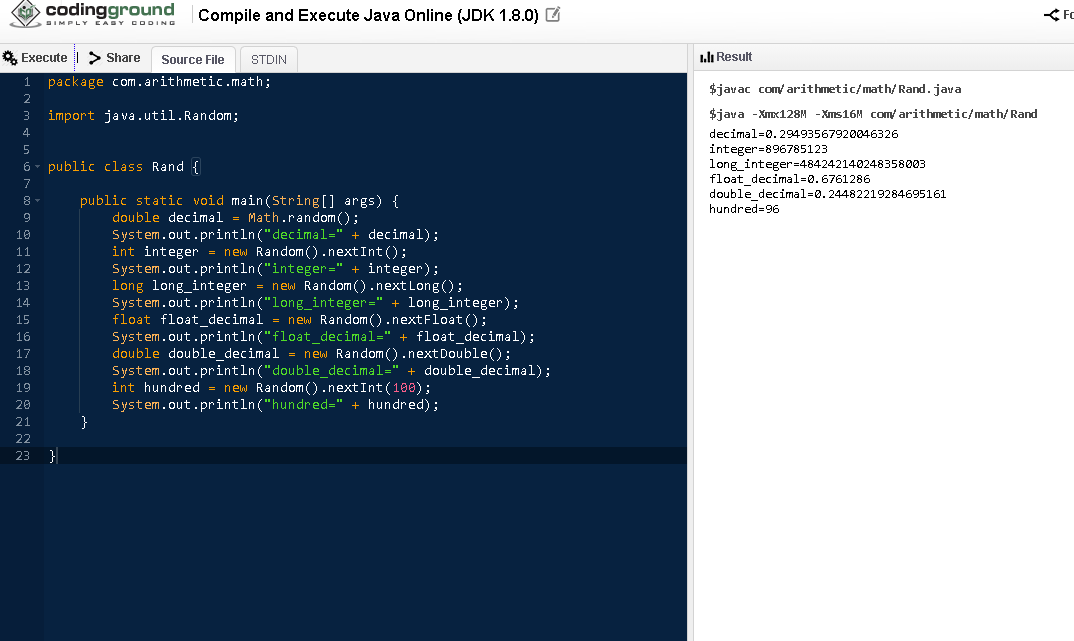 codingground
SIMPLY EASY CODING
Compile and Execute Java Online (JDK 1.8.0)
Execute
Share
Source File
STDIN
1 package com.arithmetic.math;
2
3 import java.util.Random;
4
5
6 public class Rand {
7
8     public static void main(String[] args) {
9         double decimal = Math.random();
10         System.out.println("decimal=" + decimal);
11         int integer = new Random().nextInt();
12         System.out.println("integer=" + integer);
13         long long_integer = new Random().nextLong();
14         System.out.println("long_integer=" + long_integer);
15         float float_decimal = new Random().nextFloat();
16         System.out.println("float_decimal=" + float_decimal);
17         double double_decimal = new Random().nextDouble();
18         System.out.println("double_decimal=" + double_decimal);
19         int hundred = new Random().nextInt(100);
20         System.out.println("hundred=" + hundred);
21     }
22
23 }
Result
$javac com/arithmetic/math/Rand.java
$java -Xmx128M -Xms16M com/arithmetic/math/Rand
decimal=0.29493567920046326
integer=896785123
long_integer=484242140248358003
float_decimal=0.6761286
double_decimal=0.24482219284695161
hundred=96